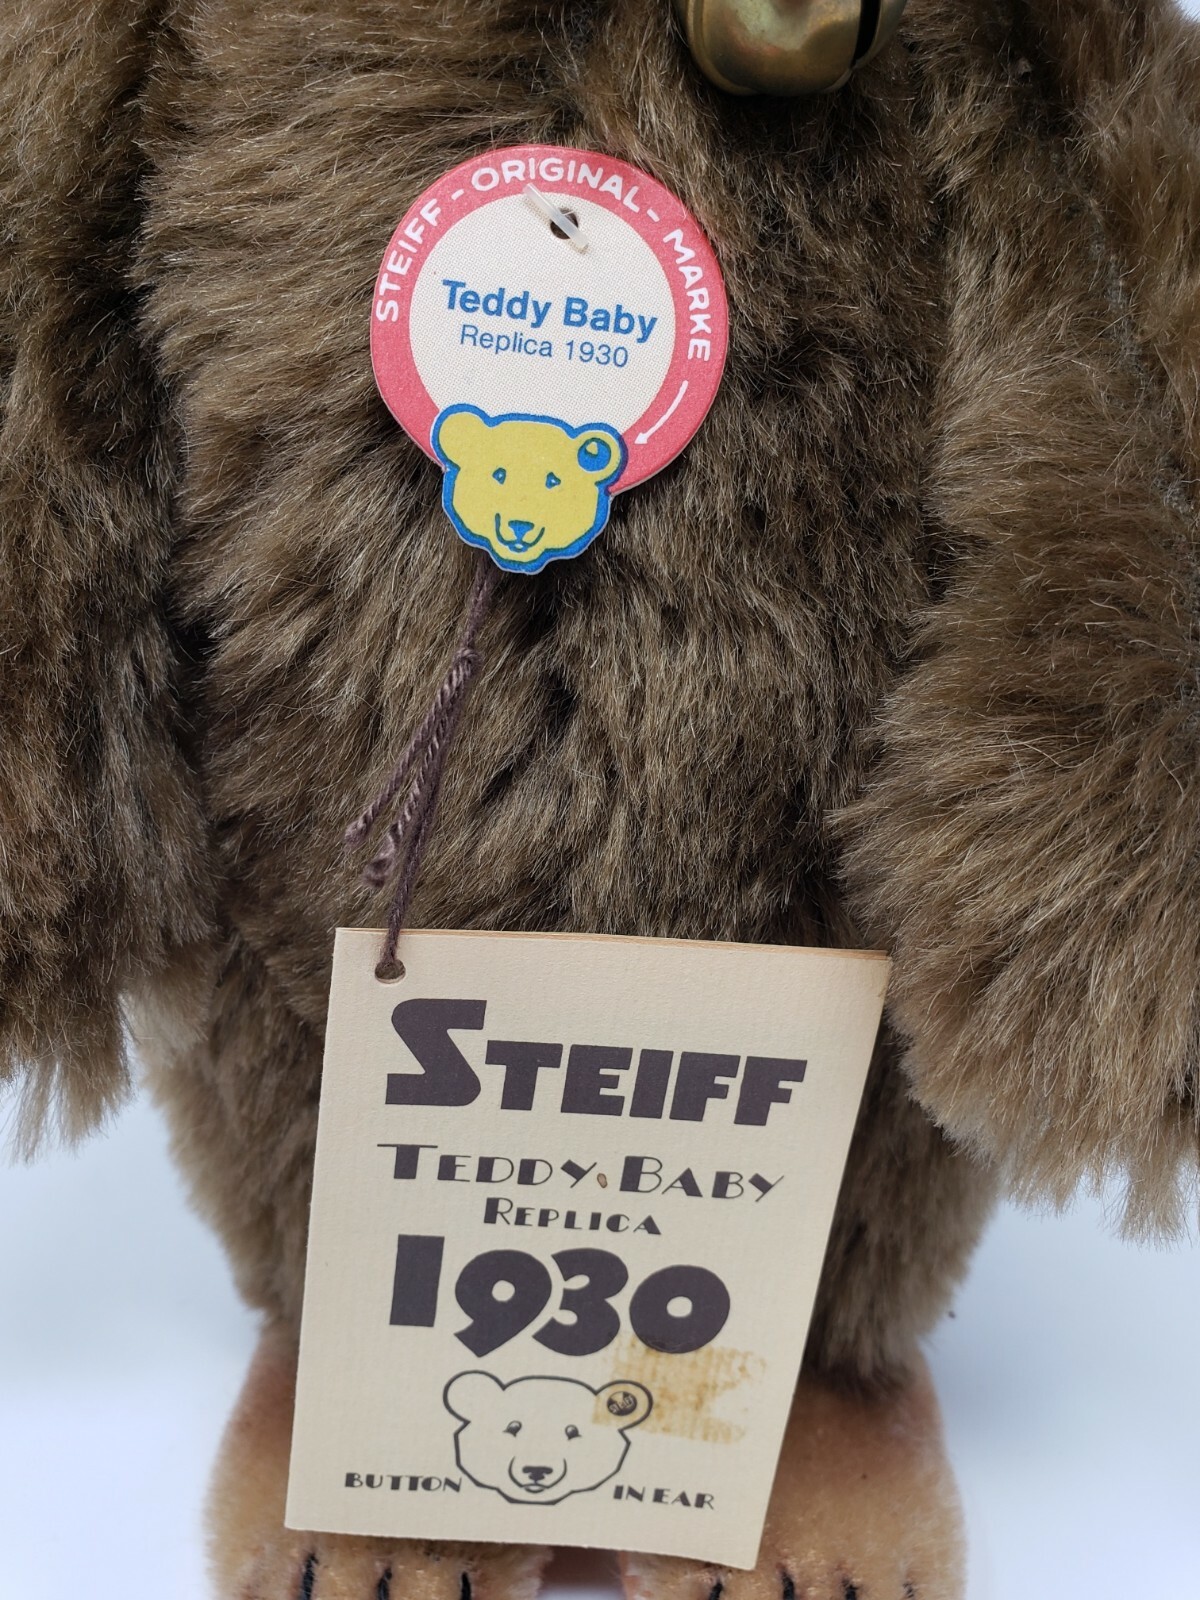 STEIFF - ORIGINAL - MARKE
Teddy Baby
Replica 1930
STEIFF
TEDDY BABY
REPLICA
1930
BUTTON IN EAR